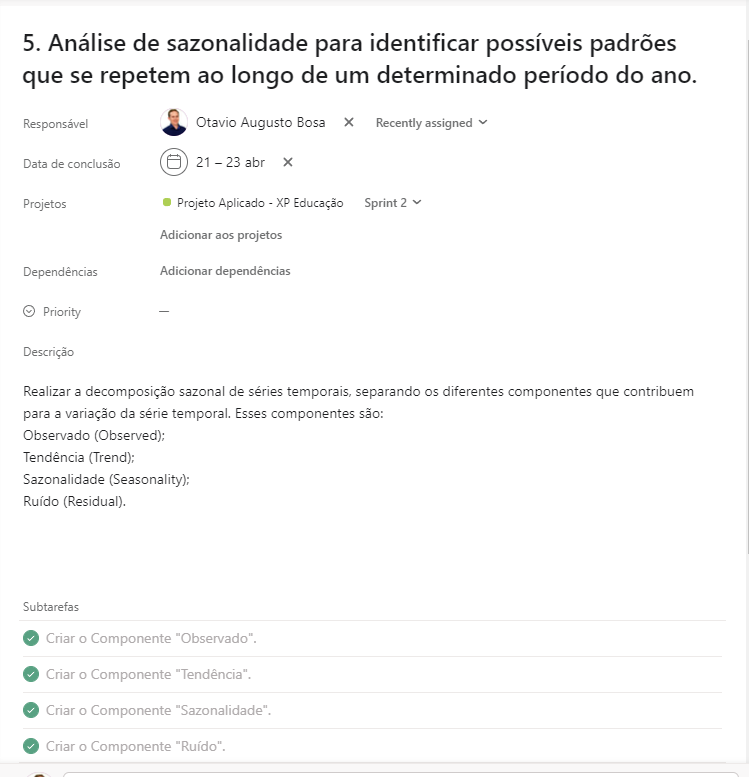 5. Análise de sazonalidade para identificar possíveis padrões
que se repetem ao longo de um determinado período do ano.
Responsável Otavio Augusto Bosa Recently assigned
Data de conclusão 21 – 23 abr
Projetos Projeto Aplicado - XP Educação Sprint 2
Adicionar aos projetos
Dependências Adicionar dependências
Priority —
Descrição
Realizar a decomposição sazonal de séries temporais, separando os diferentes componentes que contribuem
para a variação da série temporal. Esses componentes são:
Observado (Observed);
Tendência (Trend);
Sazonalidade (Seasonality);
Ruído (Residual).
Subtarefas
Criar o Componente "Observado".
Criar o Componente "Tendência".
Criar o Componente "Sazonalidade".
Criar o Componente "Ruído".